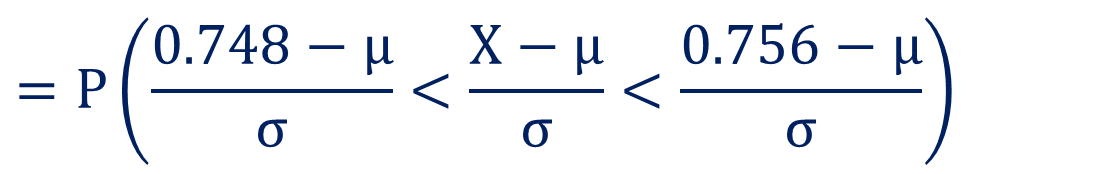 = P((0.748 − μ)/σ < (X − μ)/σ < (0.756 − μ)/σ)